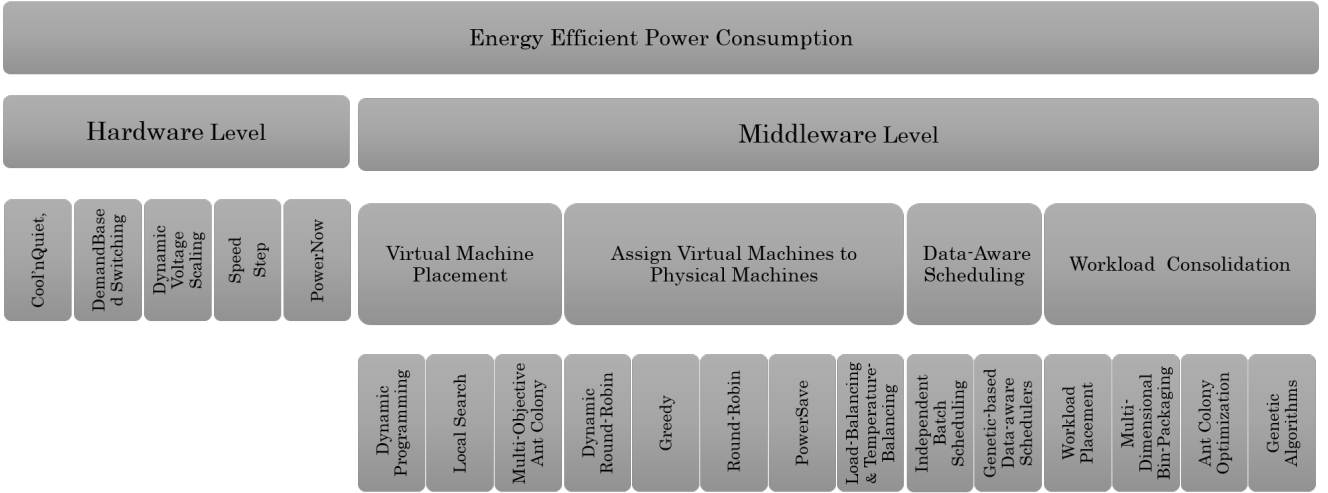 Energy Efficient Power Consumption
Hardware Level
Middleware Level
Cool'nQuiet,
DemandBase
d Switching
Dynamic
Voltage
Scaling
Speed
Step
PowerNow
Virtual Machine
Placement
Assign Virtual Machines to
Physical Machines
Data-Aware
Scheduling
Workload Consolidation
Dynamic
Programming
Local Search
Multi-Objective
Ant Colony
Dynamic
Round-Robin
Greedy
Round-Robin
PowerSave
Load-Balancing
& Temperature-
Balancing
Independent
Batch
Scheduling
Genetic-based
Data-aware
Schedulers
Workload
Placement
Multi-
Dimensional
Bin-Packaging
Ant Colony
Optimization
Genetic
Algorithms